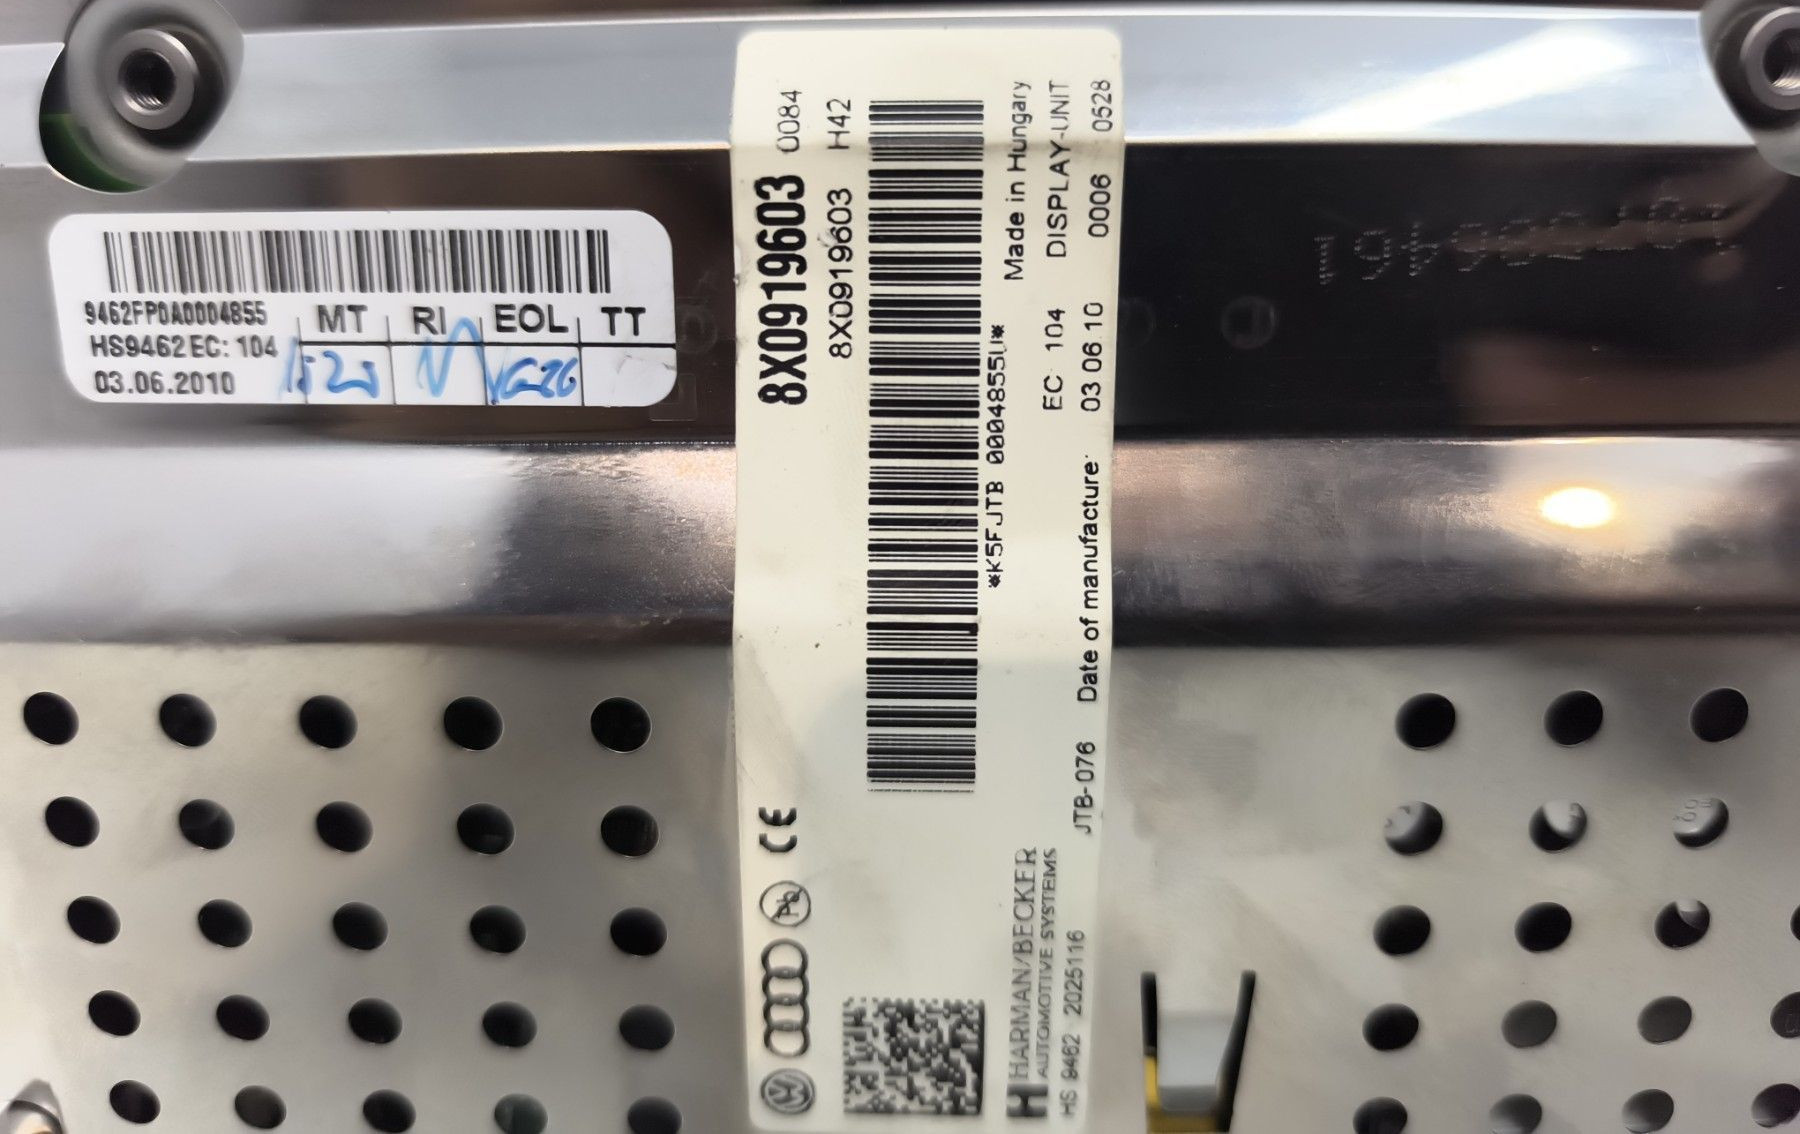 9462FP0A0004855
HS9462 EC: 104
03.06.2010
MT RI EOL TT
8X0919603 0084
8X0919603 H42
*K5FJTB 00048550*
Made in Hungary
EC 104 DISPLAY-UNIT
JTB-076 Date of manufacture: 03 06 10 0006 0528
CE
Pb
HARMAN/BECKER
AUTOMOTIVE SYSTEMS
HS 9462 2025116